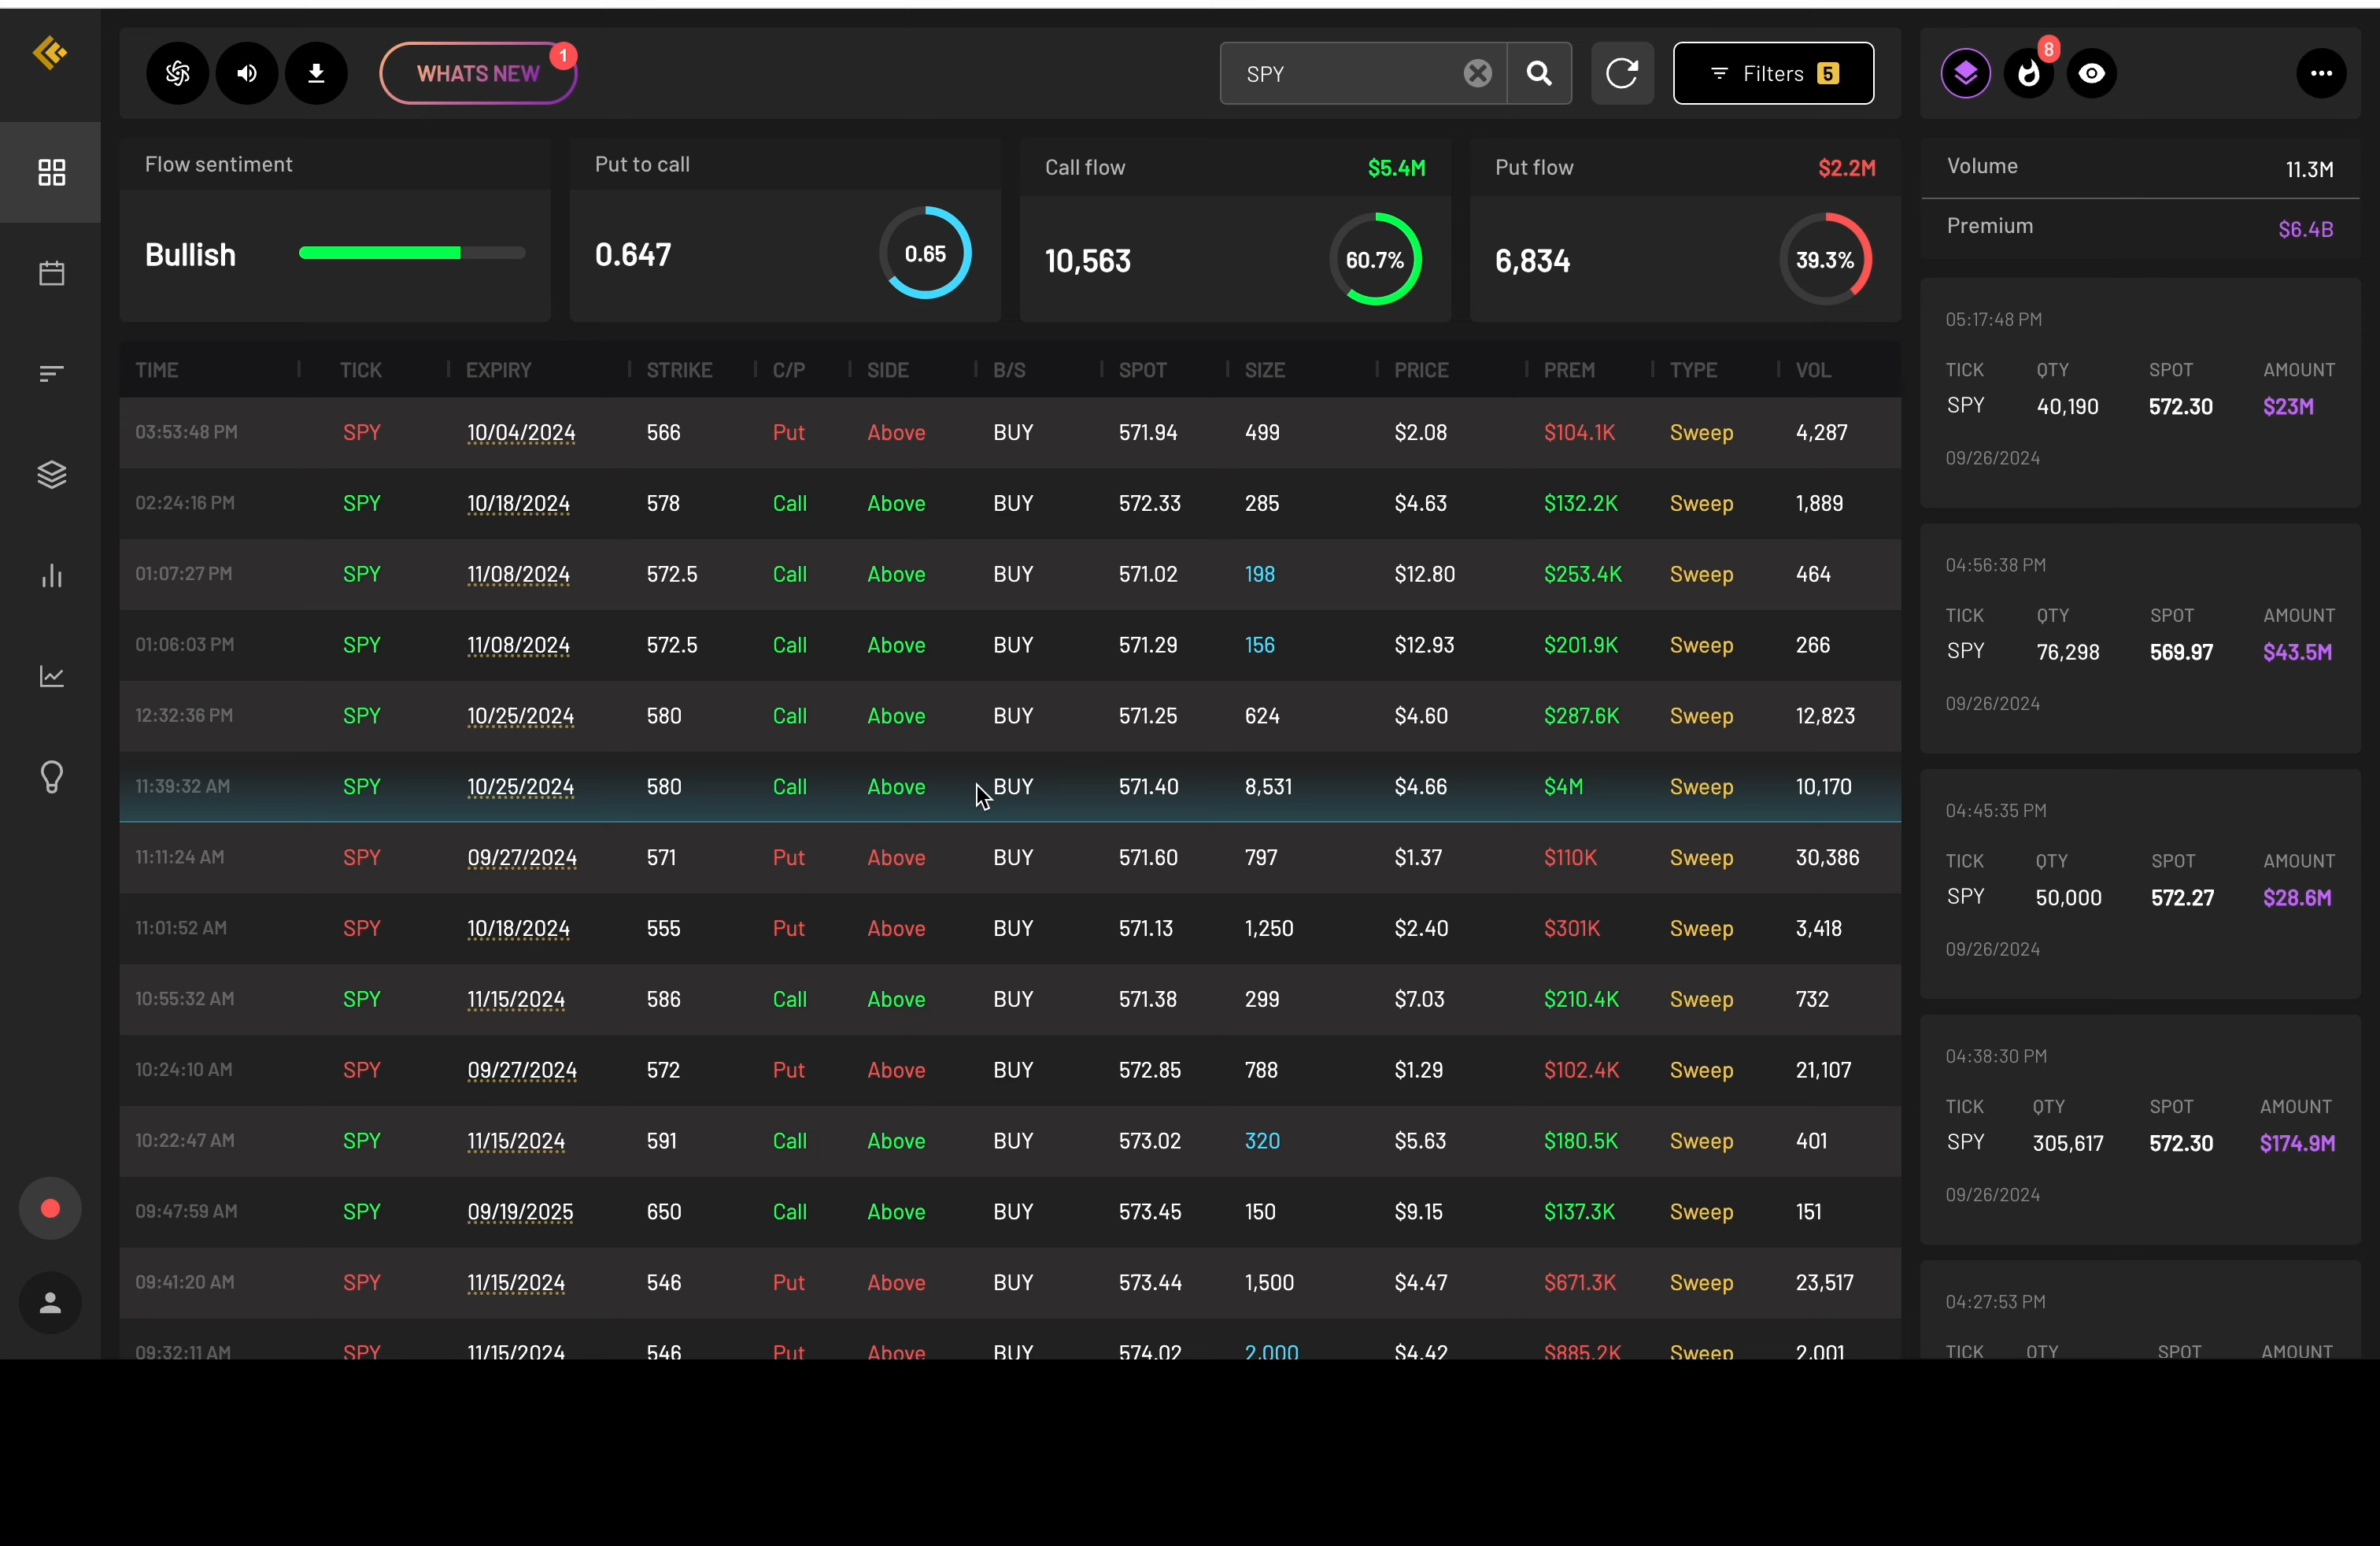 WHATS NEW 1 SPY Filters 5 8
Flow sentiment Put to call Call flow $5.4M Put flow $2.2M Volume 11.3M
Bullish 0.647 0.65 10,563 60.7% 6,834 39.3% Premium $6.4B
TIME TICK EXPIRY STRIKE C/P SIDE B/S SPOT SIZE PRICE PREM TYPE VOL
03:53:48 PM SPY 10/04/2024 566 Put Above BUY 571.94 499 $2.08 $104.1K Sweep 4,287
02:24:16 PM SPY 10/18/2024 578 Call Above BUY 572.33 285 $4.63 $132.2K Sweep 1,889
01:07:27 PM SPY 11/08/2024 572.5 Call Above BUY 571.02 198 $12.80 $253.4K Sweep 464
01:06:03 PM SPY 11/08/2024 572.5 Call Above BUY 571.29 156 $12.93 $201.9K Sweep 266
12:32:36 PM SPY 10/25/2024 580 Call Above BUY 571.25 624 $4.60 $287.6K Sweep 12,823
11:39:32 AM SPY 10/25/2024 580 Call Above BUY 571.40 8,531 $4.66 $4M Sweep 10,170
11:11:24 AM SPY 09/27/2024 571 Put Above BUY 571.60 797 $1.37 $110K Sweep 30,386
11:01:52 AM SPY 10/18/2024 555 Put Above BUY 571.13 1,250 $2.40 $301K Sweep 3,418
10:55:32 AM SPY 11/15/2024 586 Call Above BUY 571.38 299 $7.03 $210.4K Sweep 732
10:24:10 AM SPY 09/27/2024 572 Put Above BUY 572.85 788 $1.29 $102.4K Sweep 21,107
10:22:47 AM SPY 11/15/2024 591 Call Above BUY 573.02 320 $5.63 $180.5K Sweep 401
09:47:59 AM SPY 09/19/2025 650 Call Above BUY 573.45 150 $9.15 $137.3K Sweep 151
09:41:20 AM SPY 11/15/2024 546 Put Above BUY 573.44 1,500 $4.47 $671.3K Sweep 23,517
09:32:11 AM SPY 11/15/2024 546 Put Above BUY 574.02 2,000 $4.42 $885.2K Sweep 2,001
05:17:48 PM
TICK QTY SPOT AMOUNT
SPY 40,190 572.30 $23M
09/26/2024
04:56:38 PM
TICK QTY SPOT AMOUNT
SPY 76,298 569.97 $43.5M
09/26/2024
04:45:35 PM
TICK QTY SPOT AMOUNT
SPY 50,000 572.27 $28.6M
09/26/2024
04:38:30 PM
TICK QTY SPOT AMOUNT
SPY 305,617 572.30 $174.9M
09/26/2024
04:27:53 PM
TICK QTY SPOT AMOUNT